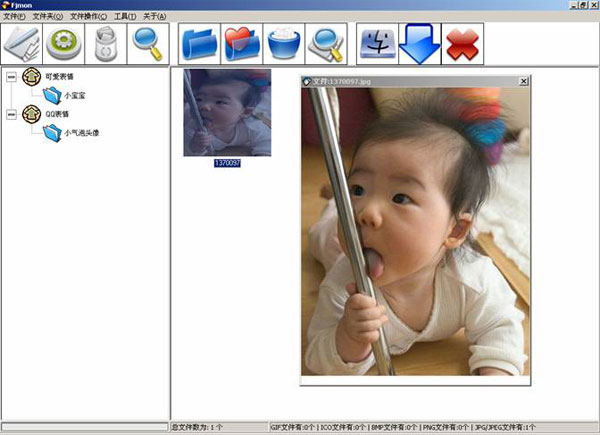 Fjmon
文件(F) 文件夹(O) 文件操作(C) 工具(T) 关于(A)
可爱表情
小宝宝
QQ表情
小气泡头像
1370097
文件:1370897.jpg
总文件数为: 1 个
GIF文件有:0个 | ICO文件有:0个 | BMP文件有:0个 | PNG文件有:0个 | JPG/JPEG文件有:1个